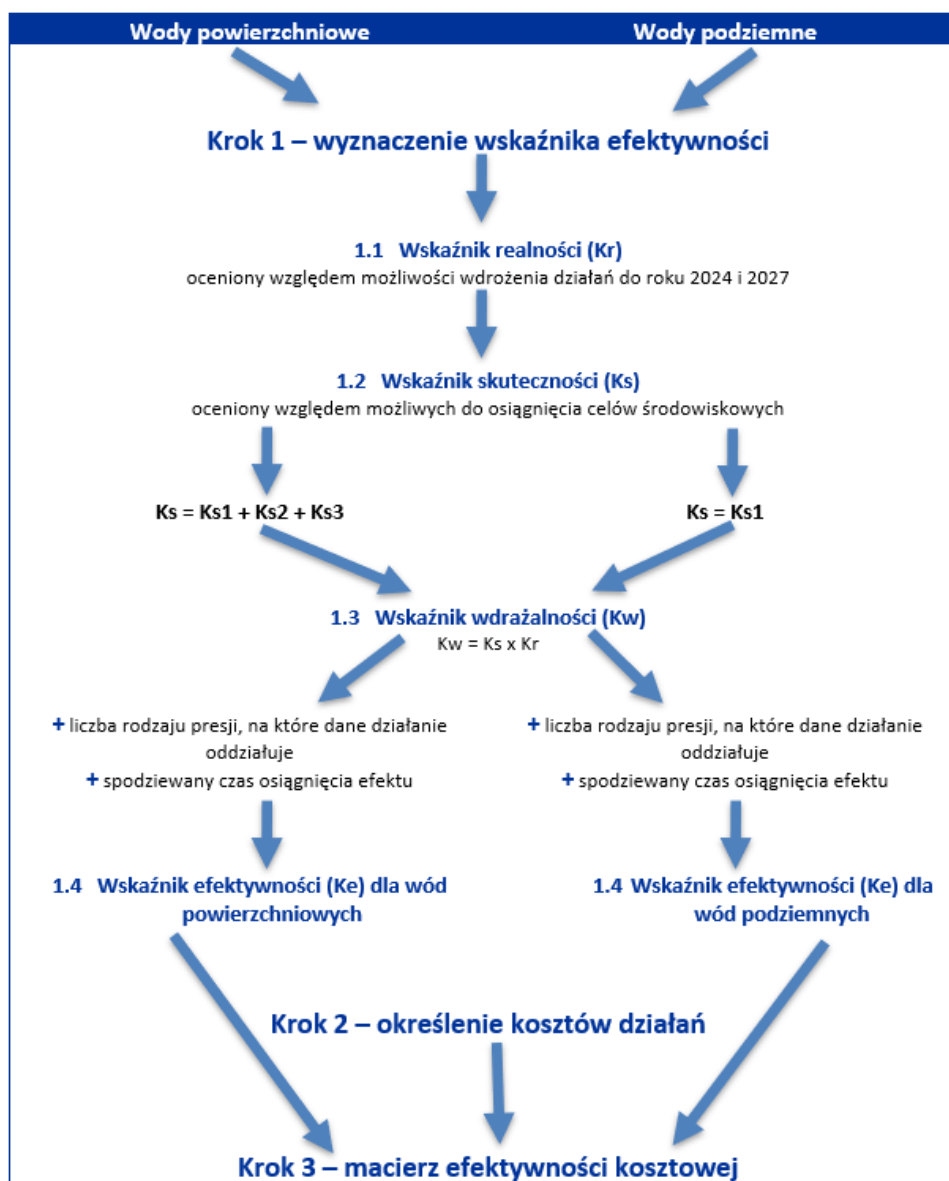 Wody powierzchniowe
Wody podziemne
Krok 1 – wyznaczenie wskaźnika efektywności
1.1 Wskaźnik realności (Kr)
oceniony względem możliwości wdrożenia działań do roku 2024 i 2027
1.2 Wskaźnik skuteczności (Ks)
oceniony względem możliwych do osiągnięcia celów środowiskowych
Ks = Ks1 + Ks2 + Ks3
Ks = Ks1
1.3 Wskaźnik wdrażalności (Kw)
Kw = Ks x Kr
+ liczba rodzaju presji, na które dane działanie
oddziałuje
+ spodziewany czas osiągnięcia efektu
+ liczba rodzaju presji, na które dane działanie
oddziałuje
+ spodziewany czas osiągnięcia efektu
1.4 Wskaźnik efektywności (Ke) dla wód
powierzchniowych
1.4 Wskaźnik efektywności (Ke) dla
wód podziemnych
Krok 2 – określenie kosztów działań
Krok 3 – macierz efektywności kosztowej